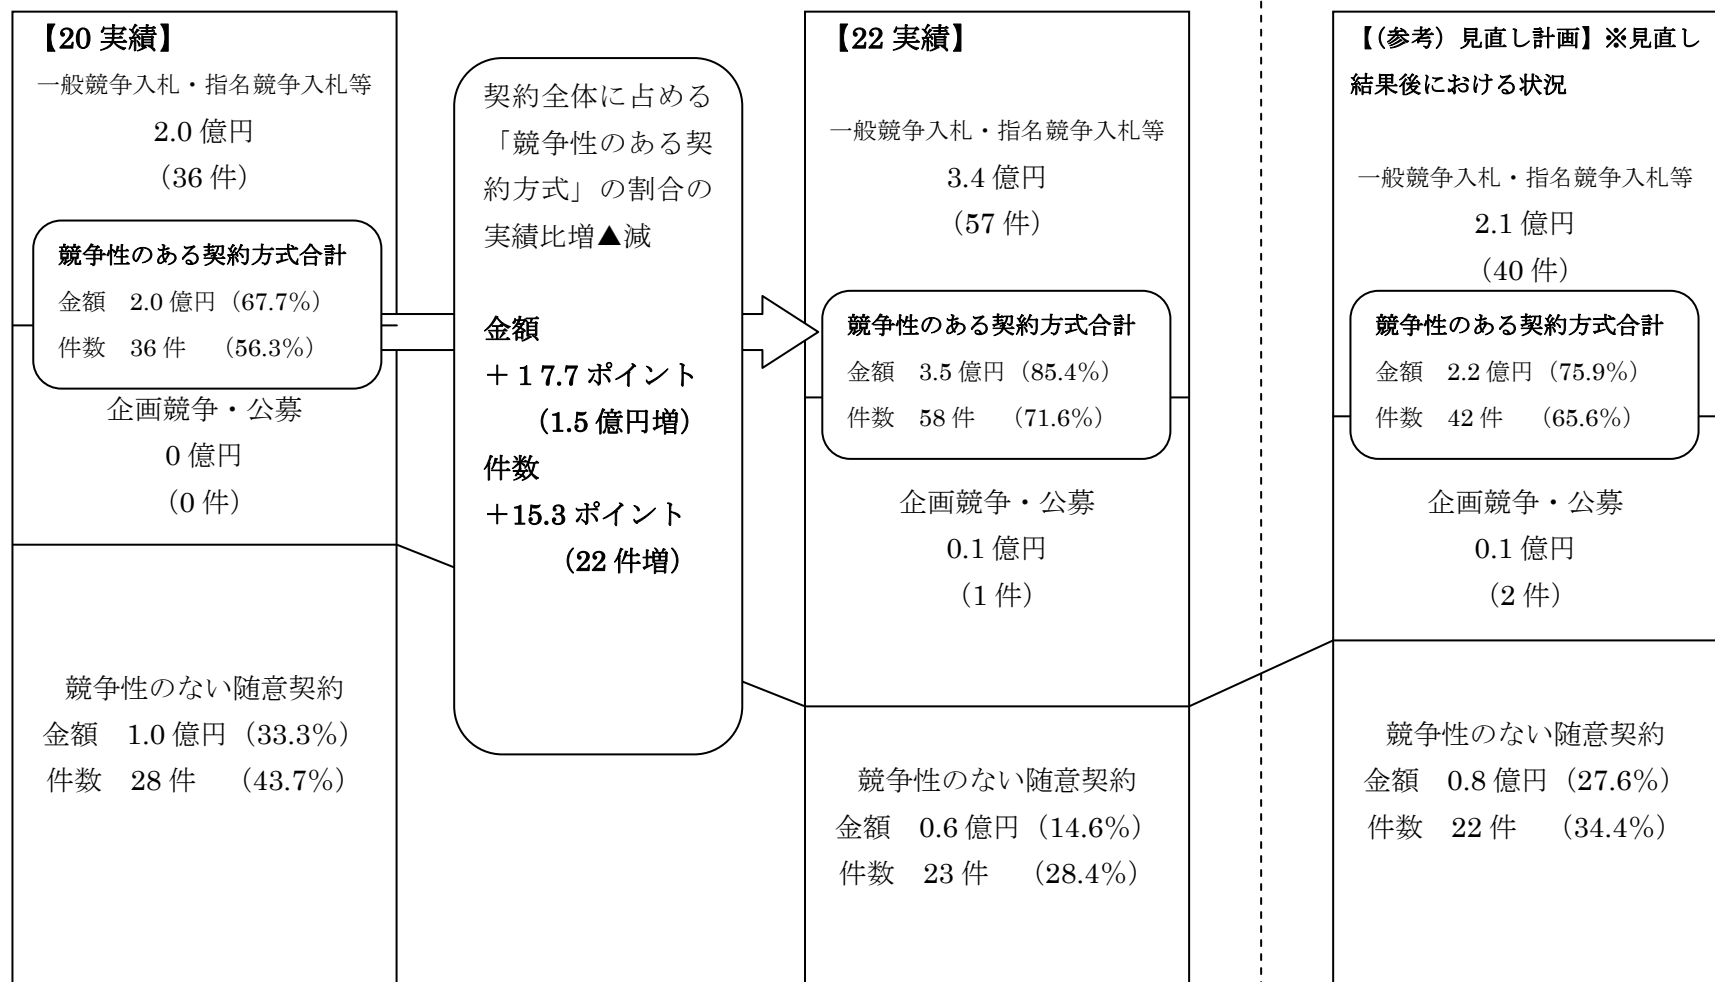 【20 実績】
一般競争入札・指名競争入札等
2.0 億円
（36 件）
競争性のある契約方式合計
金額　2.0 億円（67.7%）
件数　36 件　（56.3%）
企画競争・公募
0 億円
（0 件）
競争性のない随意契約
金額　1.0 億円（33.3%）
件数　28 件　（43.7%）
契約全体に占める
「競争性のある契
約方式」の割合の
実績比増▲減
金額
＋１7.7 ポイント
（1.5 億円増）
件数
＋15.3 ポイント
（22 件増）
【22 実績】
一般競争入札・指名競争入札等
3.4 億円
（57 件）
競争性のある契約方式合計
金額　3.5 億円（85.4%）
件数　58 件　（71.6%）
企画競争・公募
0.1 億円
（1 件）
競争性のない随意契約
金額　0.6 億円（14.6%）
件数　23 件　（28.4%）
【（参考）見直し計画】※見直し
結果後における状況
一般競争入札・指名競争入札等
2.1 億円
（40 件）
競争性のある契約方式合計
金額　2.2 億円（75.9%）
件数　42 件　（65.6%）
企画競争・公募
0.1 億円
（2 件）
競争性のない随意契約
金額　0.8 億円（27.6%）
件数　22 件　（34.4%）